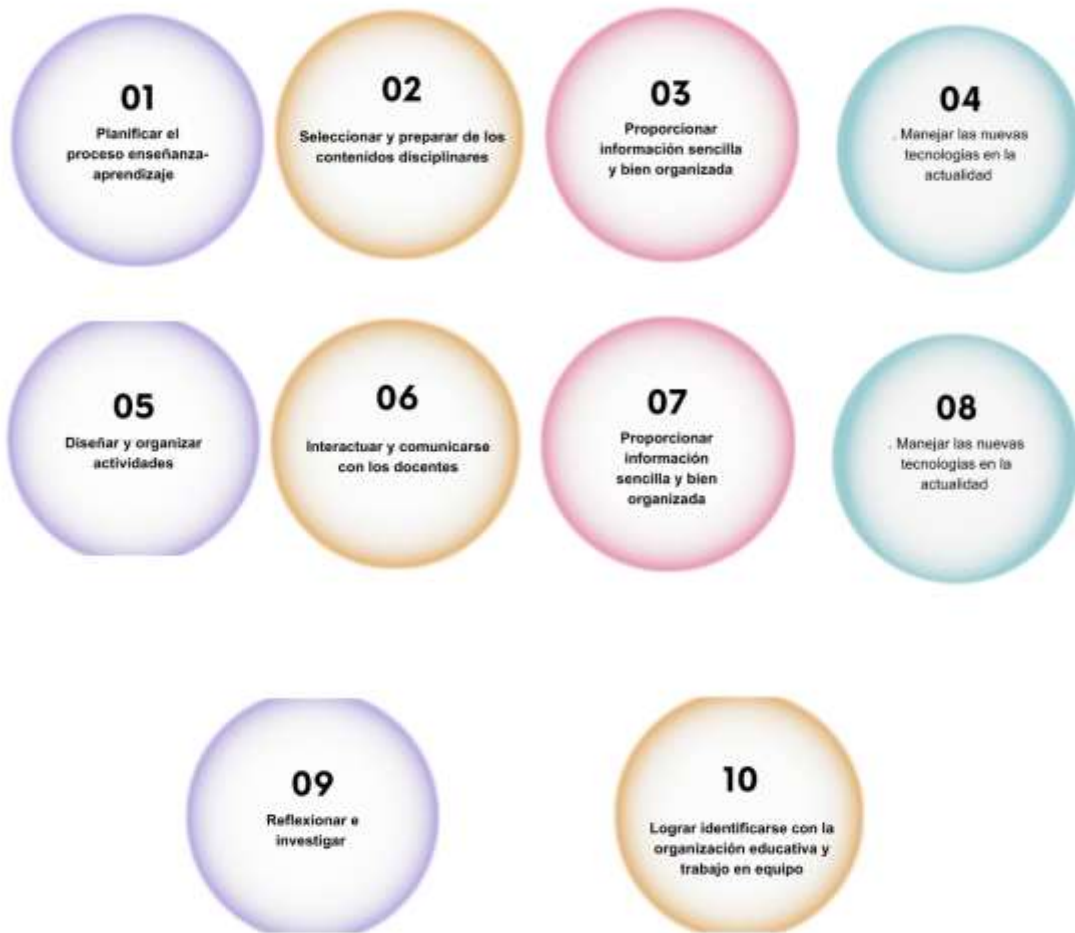 01
Planificar el
proceso enseñanza-
aprendizaje
02
Seleccionar y preparar de los
contenidos disciplinares
03
Proporcionar
información sencilla
y bien organizada
04
. Manejar las nuevas
tecnologías en la
actualidad
05
Diseñar y organizar
actividades
06
Interactuar y comunicarse
con los docentes
07
Proporcionar
información
sencilla y bien
organizada
08
. Manejar las nuevas
tecnologías en la
actualidad
09
Reflexionar e
investigar
10
Lograr identificarse con la
organización educativa y
trabajo en equipo